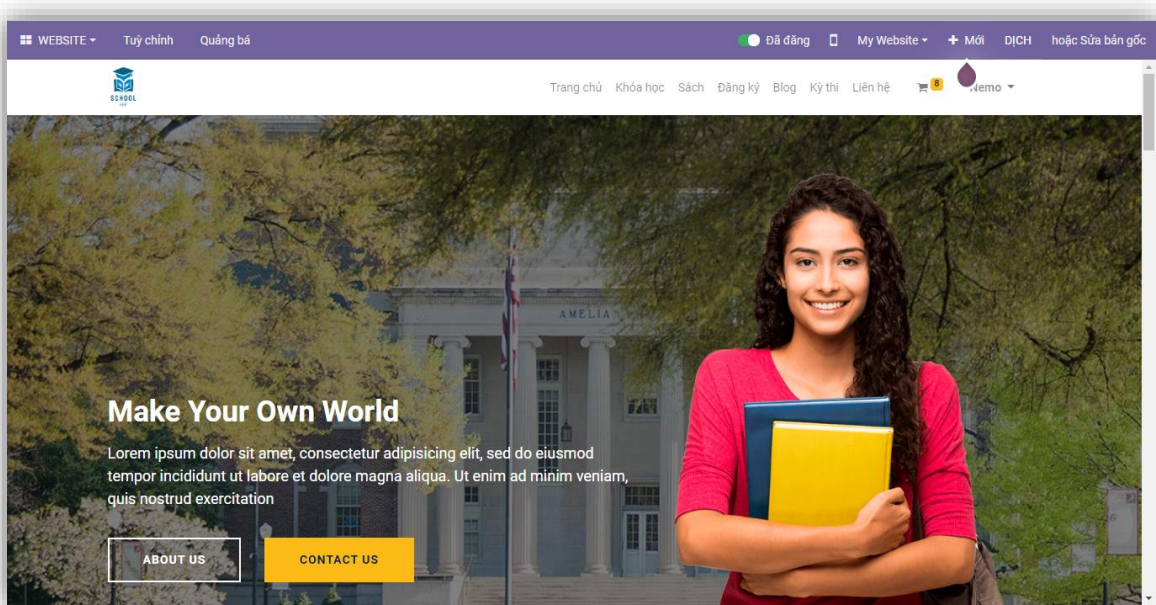 WEBSITE Tuỳ chỉnh Quảng bá Đã đăng My Website + Mới DỊCH hoặc Sửa bản gốc
SCHOOL
Trang chủ Khóa học Sách Đăng ký Blog Kỳ thi Liên hệ 8 Nemo
AMELIA
Make Your Own World
Lorem ipsum dolor sit amet, consectetur adipisicing elit, sed do eiusmod
tempor incididunt ut labore et dolore magna aliqua. Ut enim ad minim veniam,
quis nostrud exercitation
ABOUT US CONTACT US